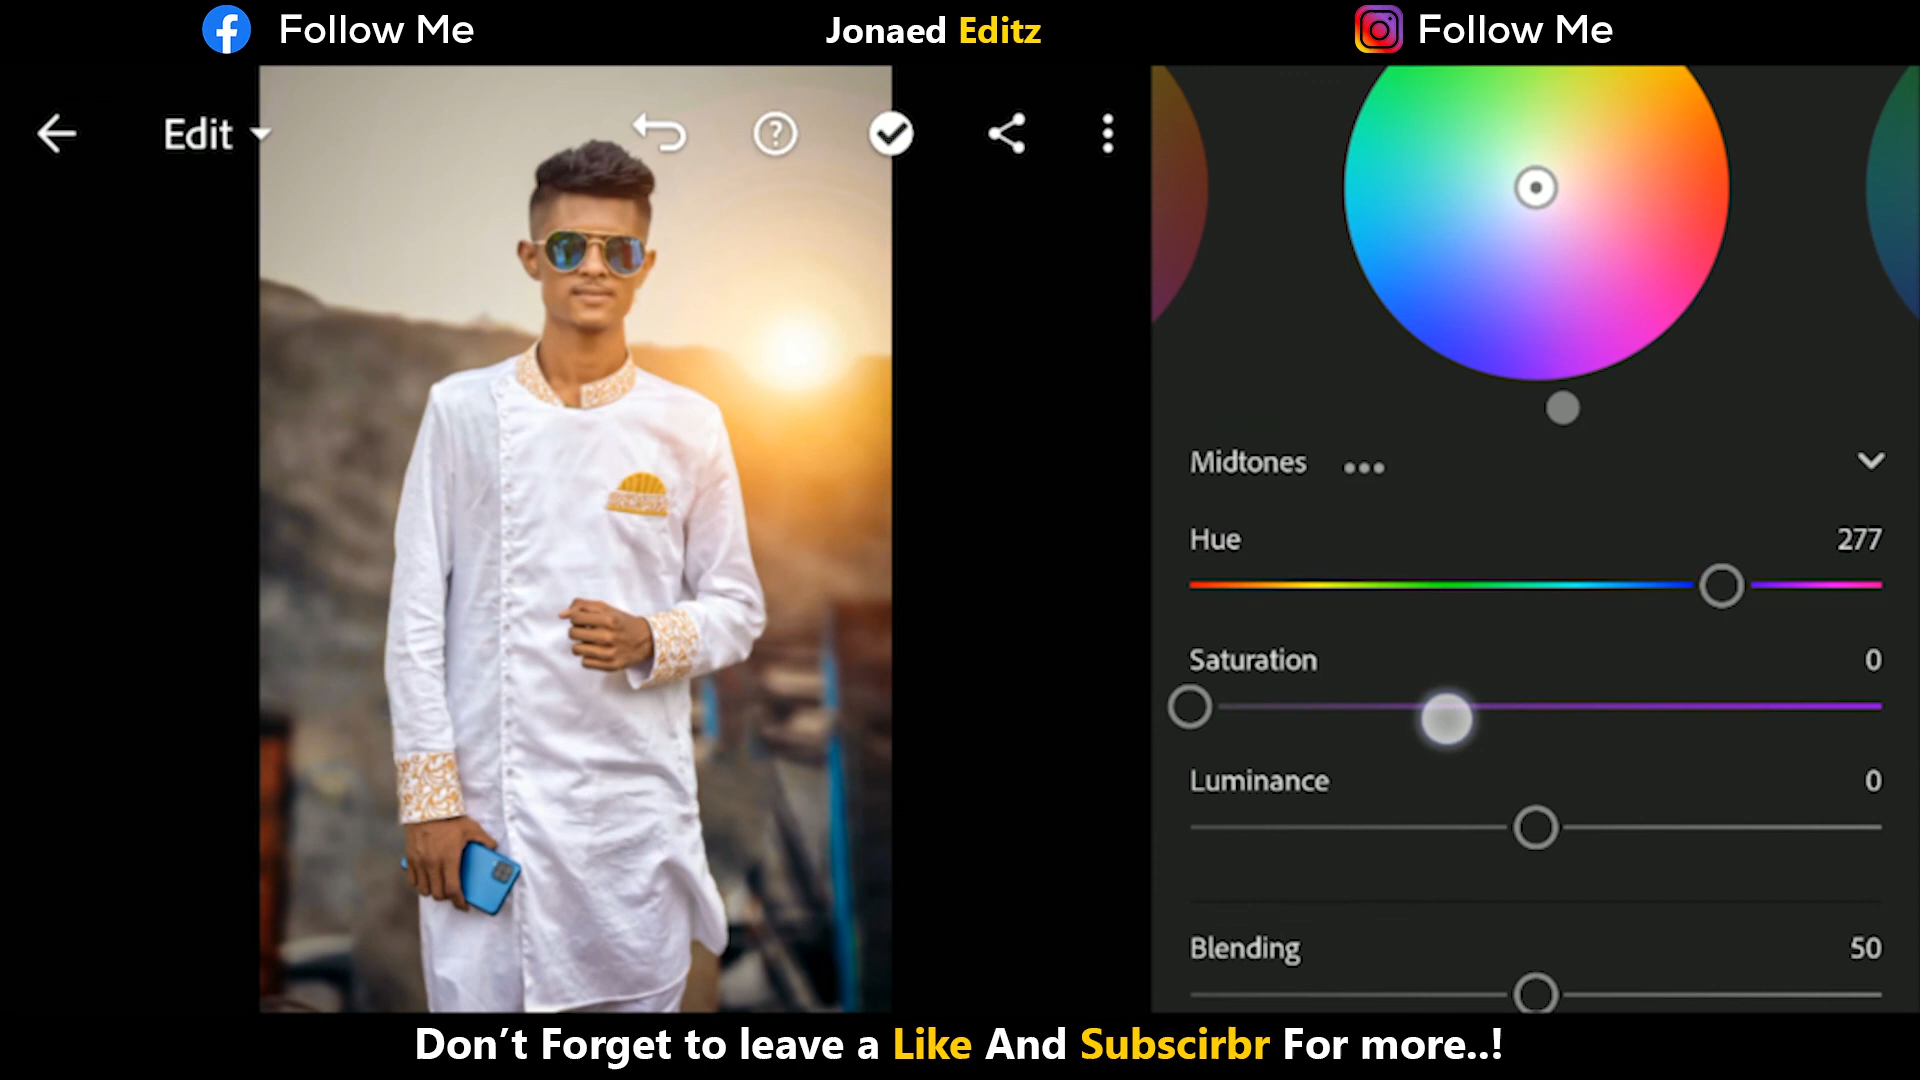 Follow Me
Jonaed Editz
Follow Me
Edit
Midtones
Hue 277
Saturation 0
Luminance 0
Blending 50
Don’t Forget to leave a Like And Subscirbr For more..!